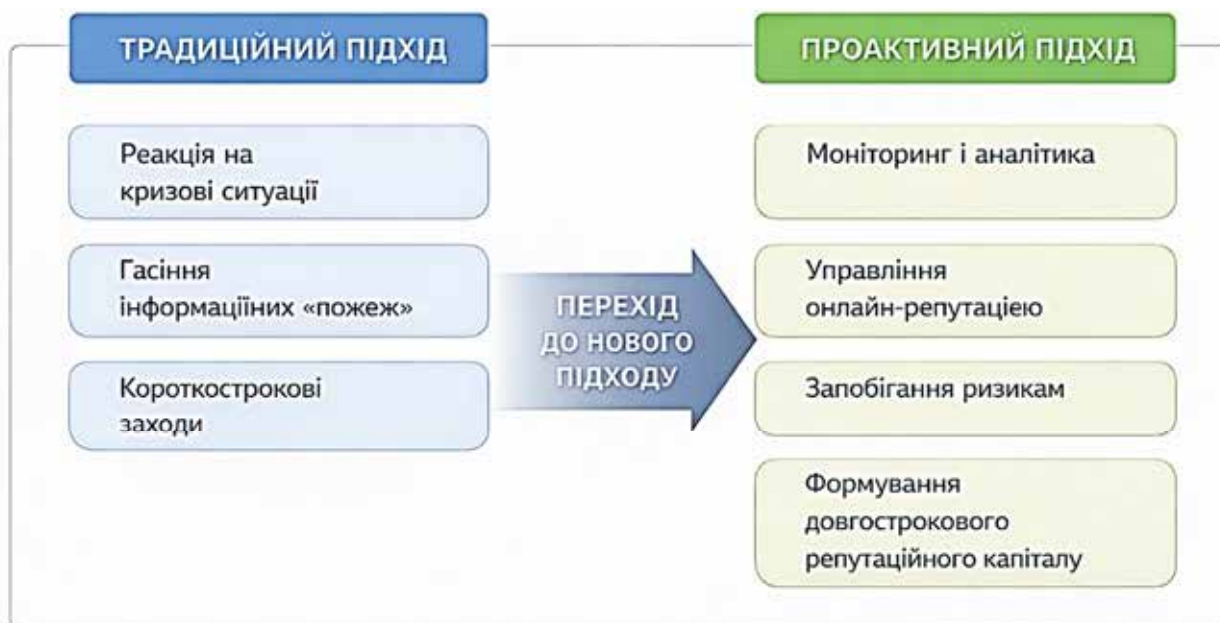 ТРАДИЦІЙНИЙ ПІДХІД
Реакція на
кризові ситуації
Гасіння
інформаціїних «пожеж»
Короткострокові
заходи
ПЕРЕХІД
ДО НОВОГО
ПІДХОДУ
ПРОАКТИВНИЙ ПІДХІД
Моніторинг і аналітика
Управління
онлайн-репутацією
Запобігання ризикам
Формування
довгострокового
репутаційного капіталу